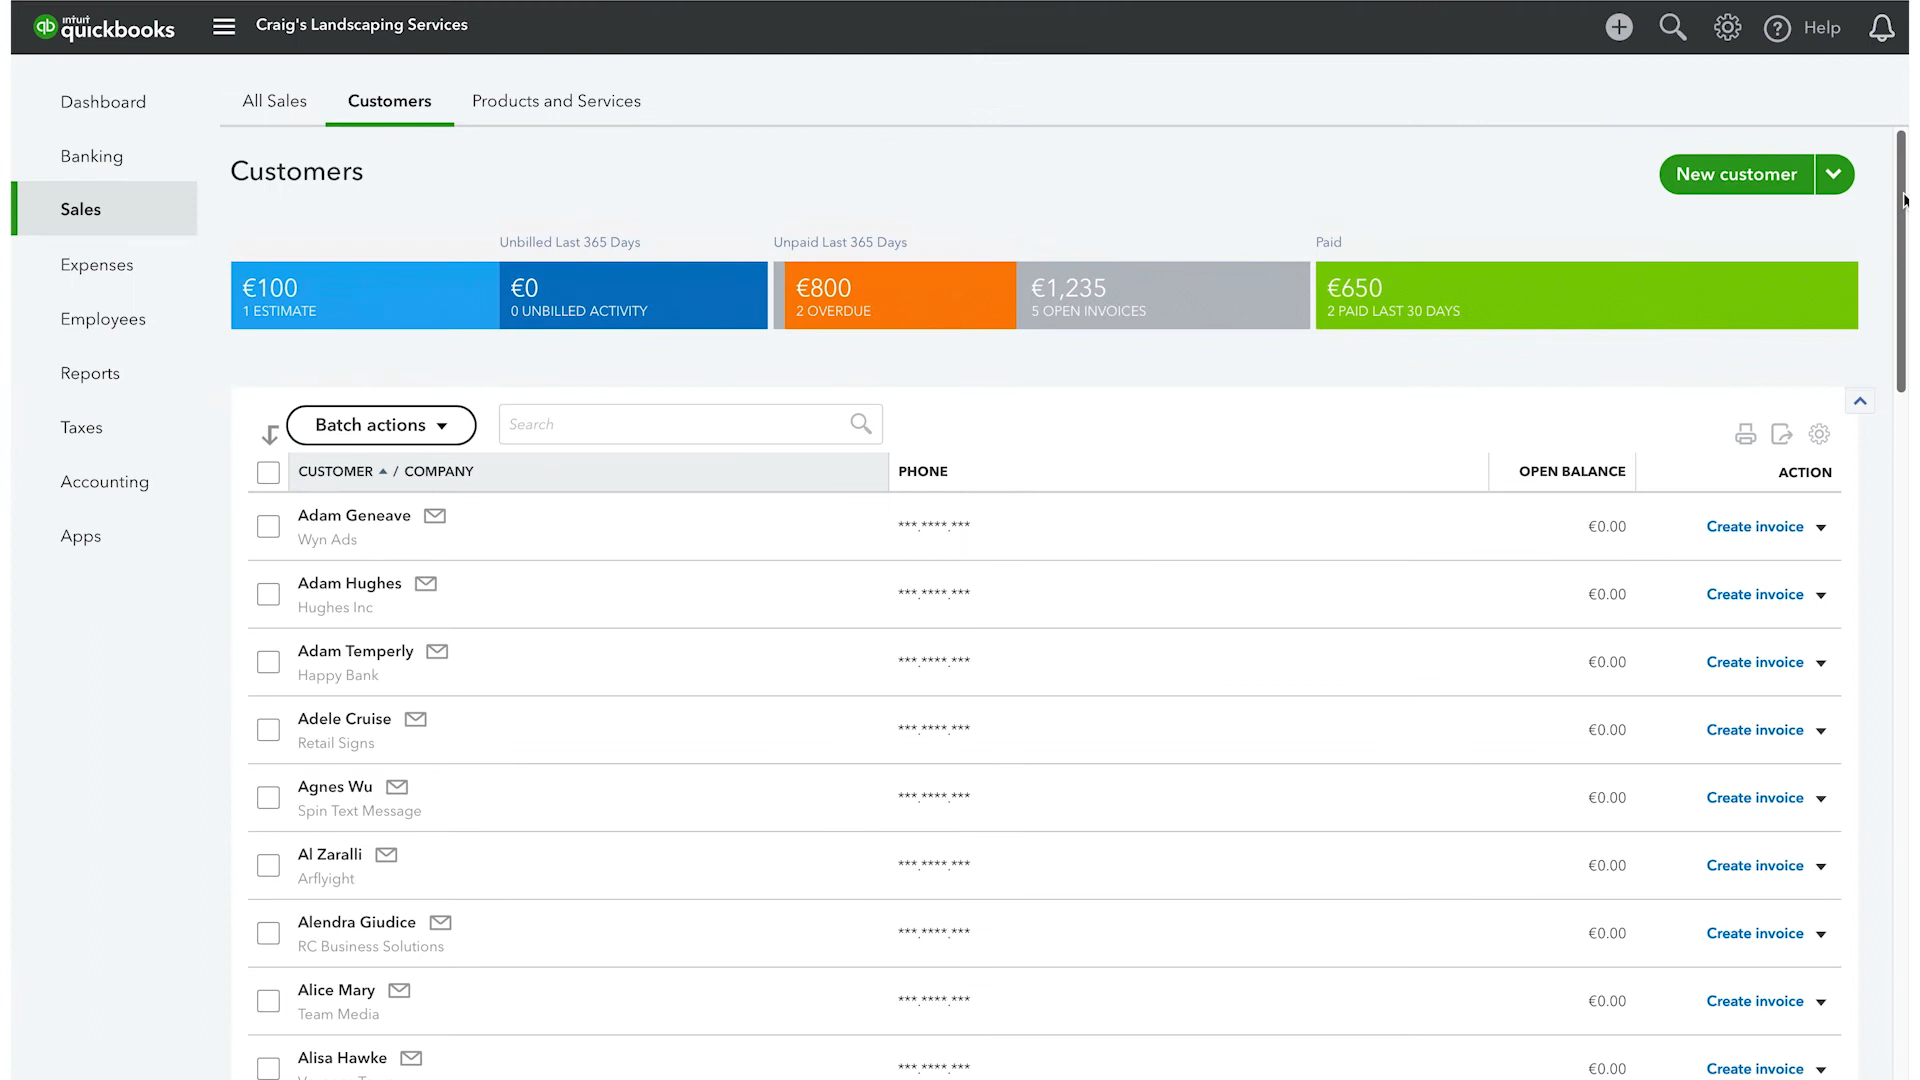 intuit quickbooks
Craig's Landscaping Services
Help
Dashboard
Banking
Sales
Expenses
Employees
Reports
Taxes
Accounting
Apps
All Sales Customers Products and Services
Customers
New customer
Unbilled Last 365 Days Unpaid Last 365 Days Paid
€100 €0 €800 €1,235 €650
1 ESTIMATE 0 UNBILLED ACTIVITY 2 OVERDUE 5 OPEN INVOICES 2 PAID LAST 30 DAYS
Batch actions Search
CUSTOMER / COMPANY PHONE OPEN BALANCE ACTION
Adam Geneave
Wyn Ads
***.****.*** €0.00 Create invoice
Adam Hughes
Hughes Inc
***.****.*** €0.00 Create invoice
Adam Temperly
Happy Bank
***.****.*** €0.00 Create invoice
Adele Cruise
Retail Signs
***.****.*** €0.00 Create invoice
Agnes Wu
Spin Text Message
***.****.*** €0.00 Create invoice
Al Zaralli
Arflyight
***.****.*** €0.00 Create invoice
Alendra Giudice
RC Business Solutions
***.****.*** €0.00 Create invoice
Alice Mary
Team Media
***.****.*** €0.00 Create invoice
Alisa Hawke
***.****.*** €0.00 Create invoice